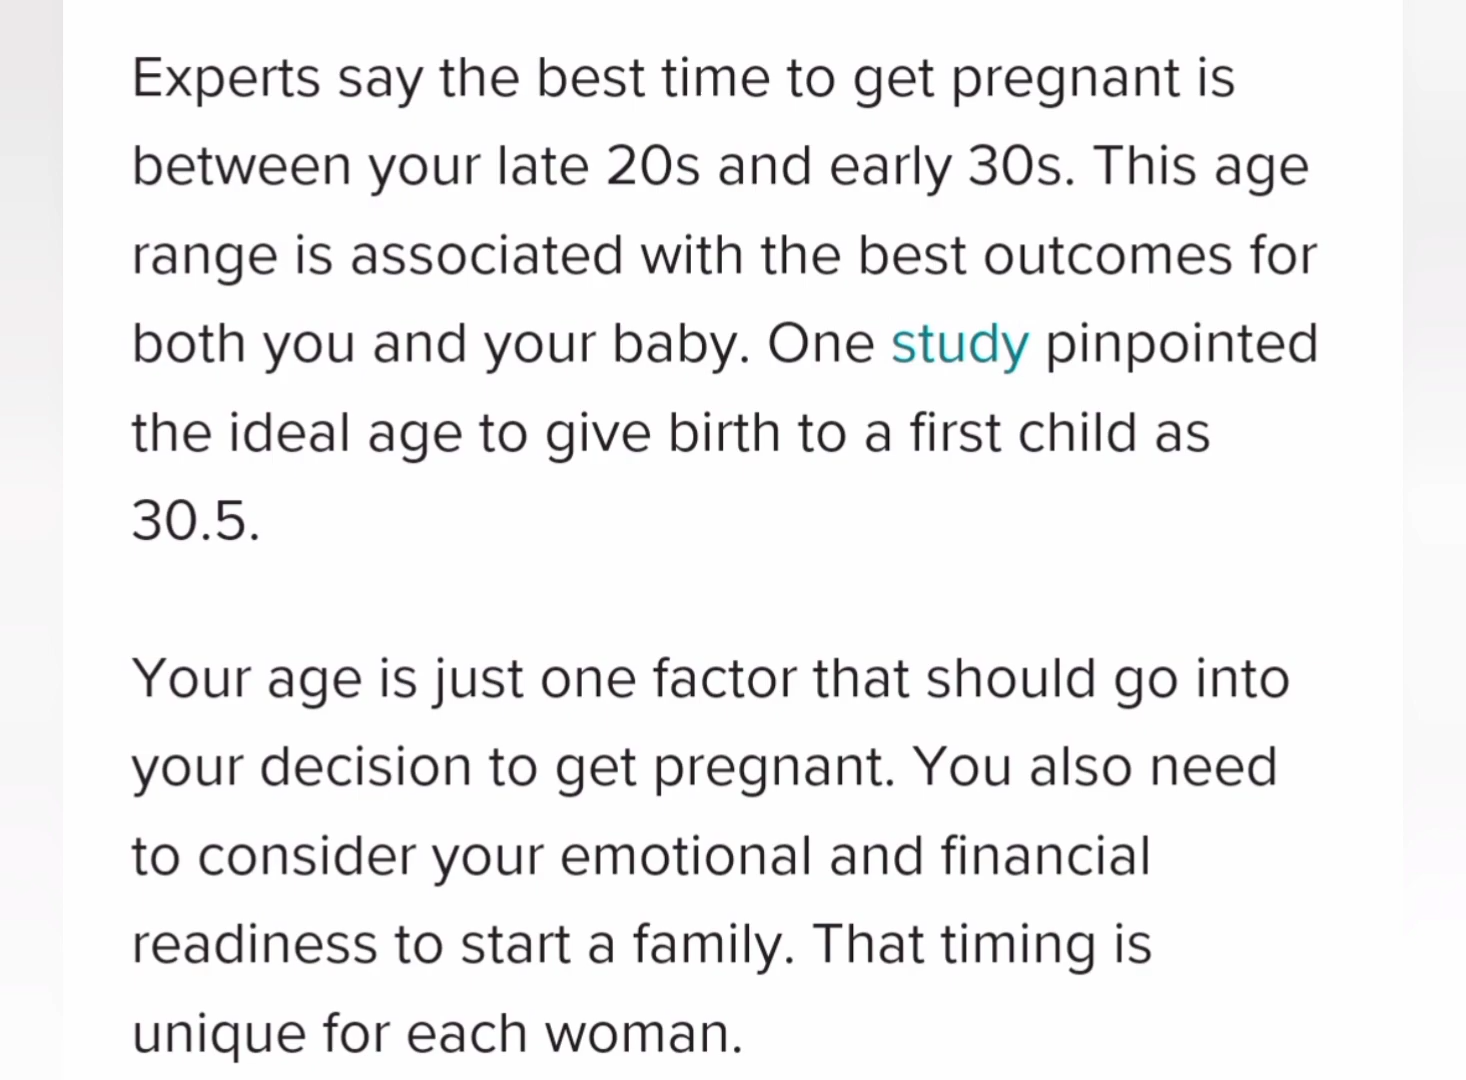 Experts say the best time to get pregnant is
between your late 20s and early 30s. This age
range is associated with the best outcomes for
both you and your baby. One study pinpointed
the ideal age to give birth to a first child as
30.5.
Your age is just one factor that should go into
your decision to get pregnant. You also need
to consider your emotional and financial
readiness to start a family. That timing is
unique for each woman.